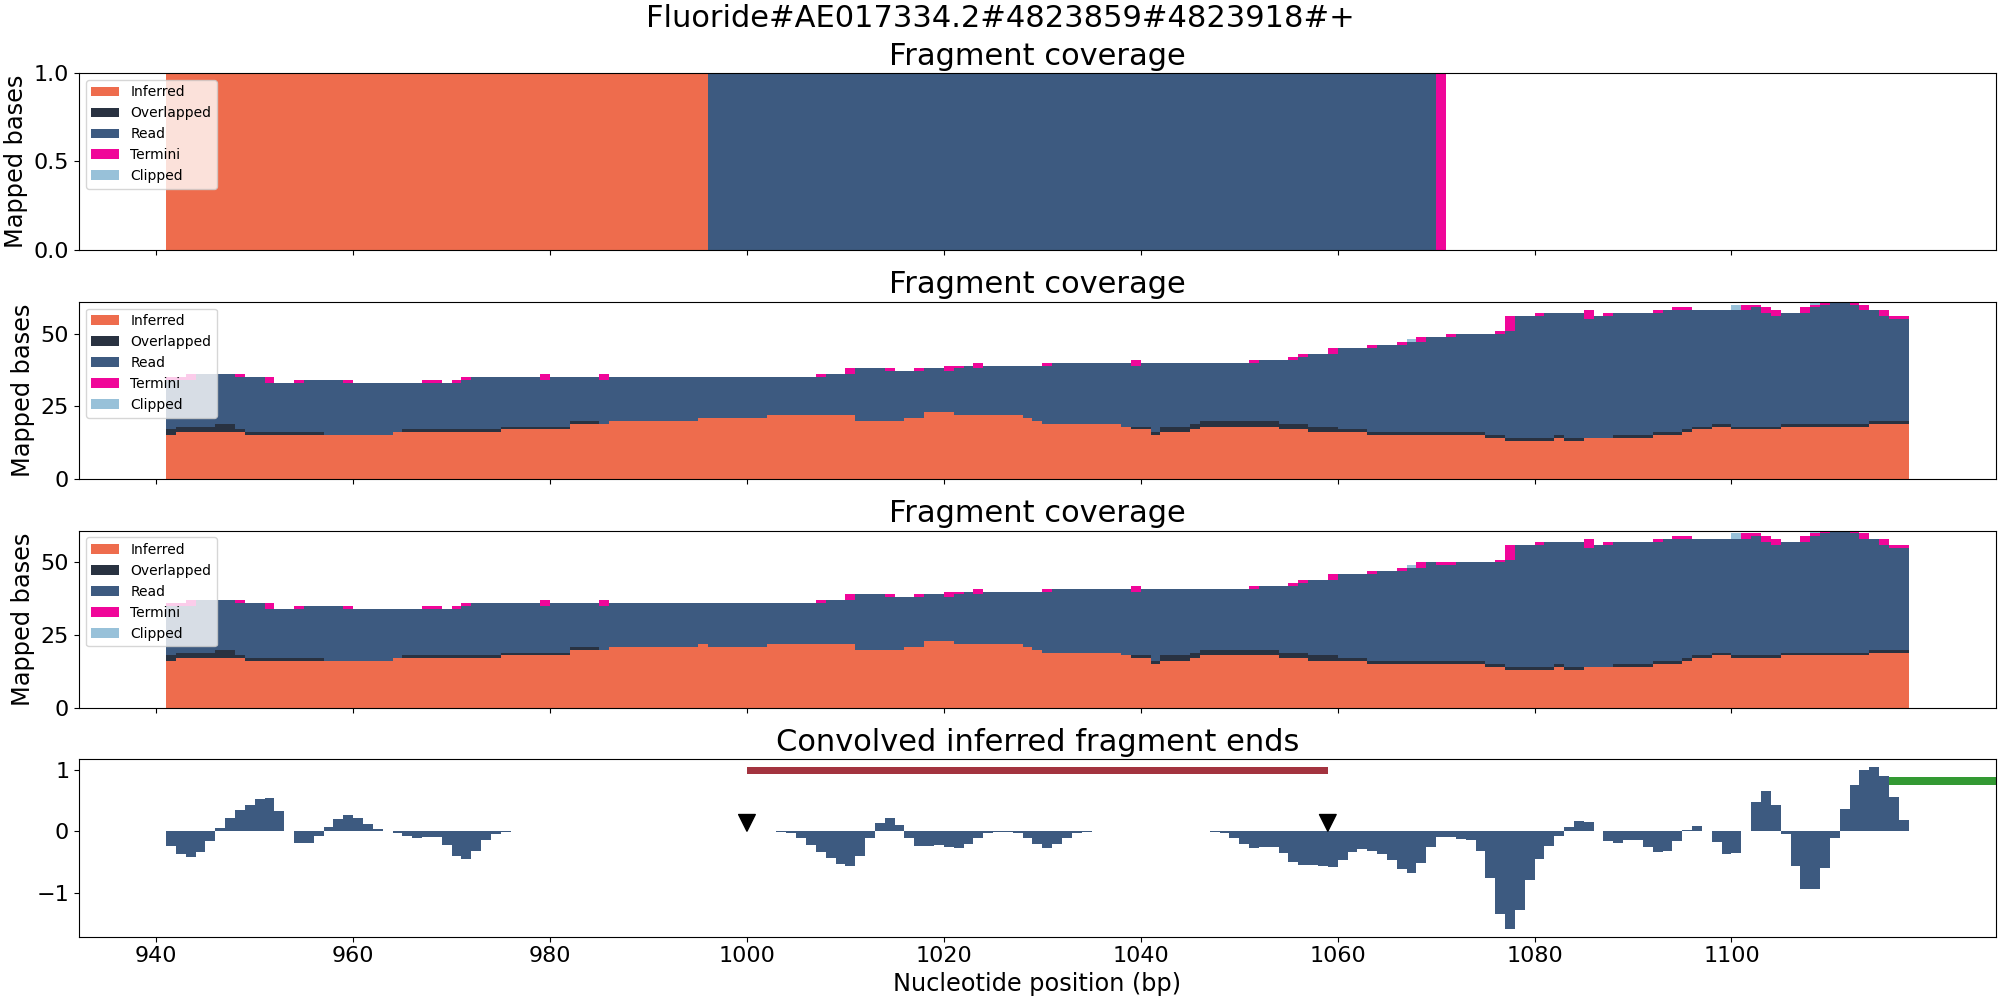 Fluoride#AE017334.2#4823859#4823918#+
Fragment coverage
Mapped bases
1.0
0.5
0.0
Inferred
Overlapped
Read
Termini
Clipped
Fragment coverage
Mapped bases
50
25
0
Inferred
Overlapped
Read
Termini
Clipped
Fragment coverage
Mapped bases
50
25
0
Inferred
Overlapped
Read
Termini
Clipped
Convolved inferred fragment ends
1
0
−1
940 960 980 1000 1020 1040 1060 1080 1100
Nucleotide position (bp)